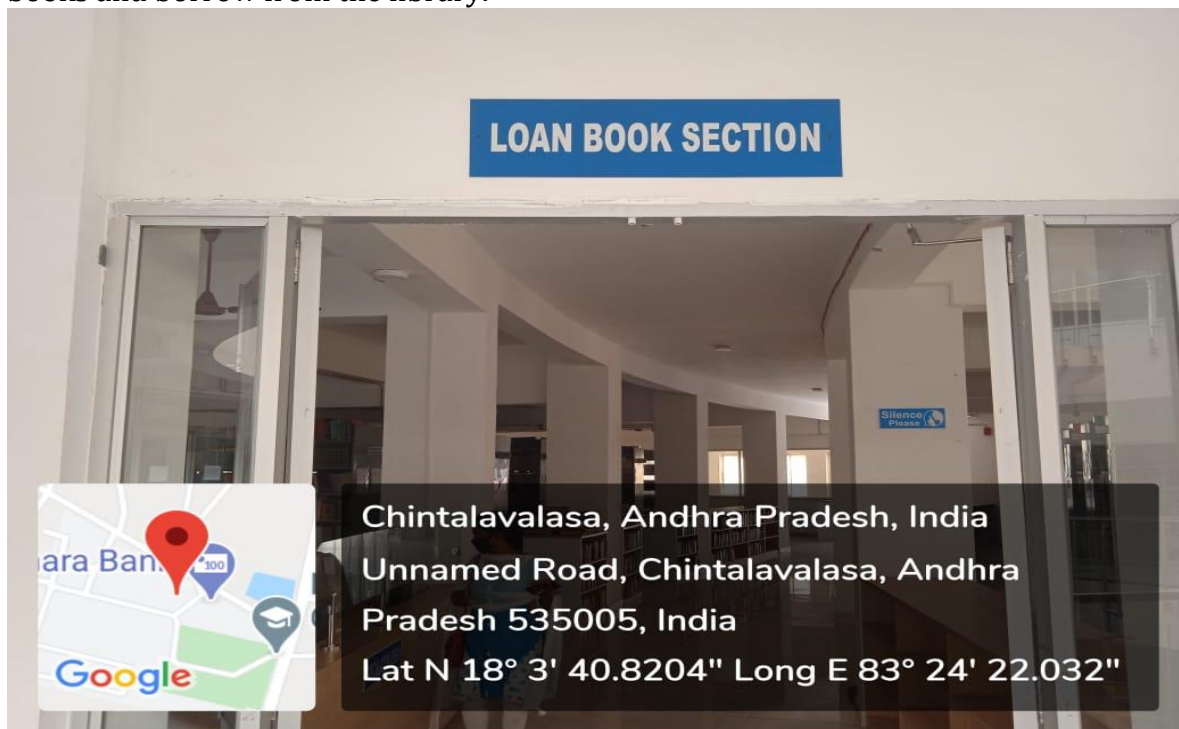 books and borrow from the library.
LOAN BOOK SECTION
Silence
Please
Chintalavalasa, Andhra Pradesh, India
Unnamed Road, Chintalavalasa, Andhra
Pradesh 535005, India
Lat N 18° 3' 40.8204" Long E 83° 24' 22.032"
ara Ban
100
Google